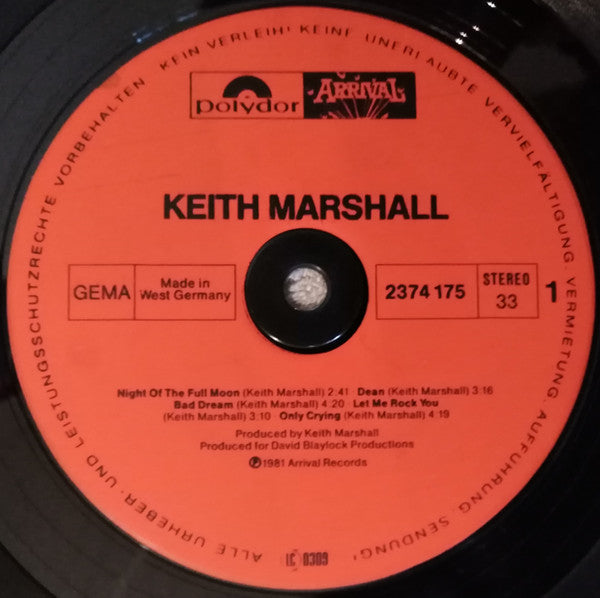 polydor
ARRIVAL
KEITH MARSHALL
GEMA
Made in
West Germany
2374 175
STEREO
33
1
Night Of The Full Moon (Keith Marshall) 2:41 · Dean (Keith Marshall) 3:16
Bad Dream (Keith Marshall) 4:20 · Let Me Rock You
(Keith Marshall) 3:10 · Only Crying (Keith Marshall) 4:19
Produced by Keith Marshall
Produced for David Blaylock Productions
℗1981 Arrival Records
LC 0309
ALLE URHEBER- UND LEISTUNGSSCHUTZRECHTE VORBEHALTEN · KEIN VERLEIH! KEINE UNERLAUBTE VERVIELFÄLTIGUNG, VERMIETUNG, AUFFÜHRUNG, SENDUNG!